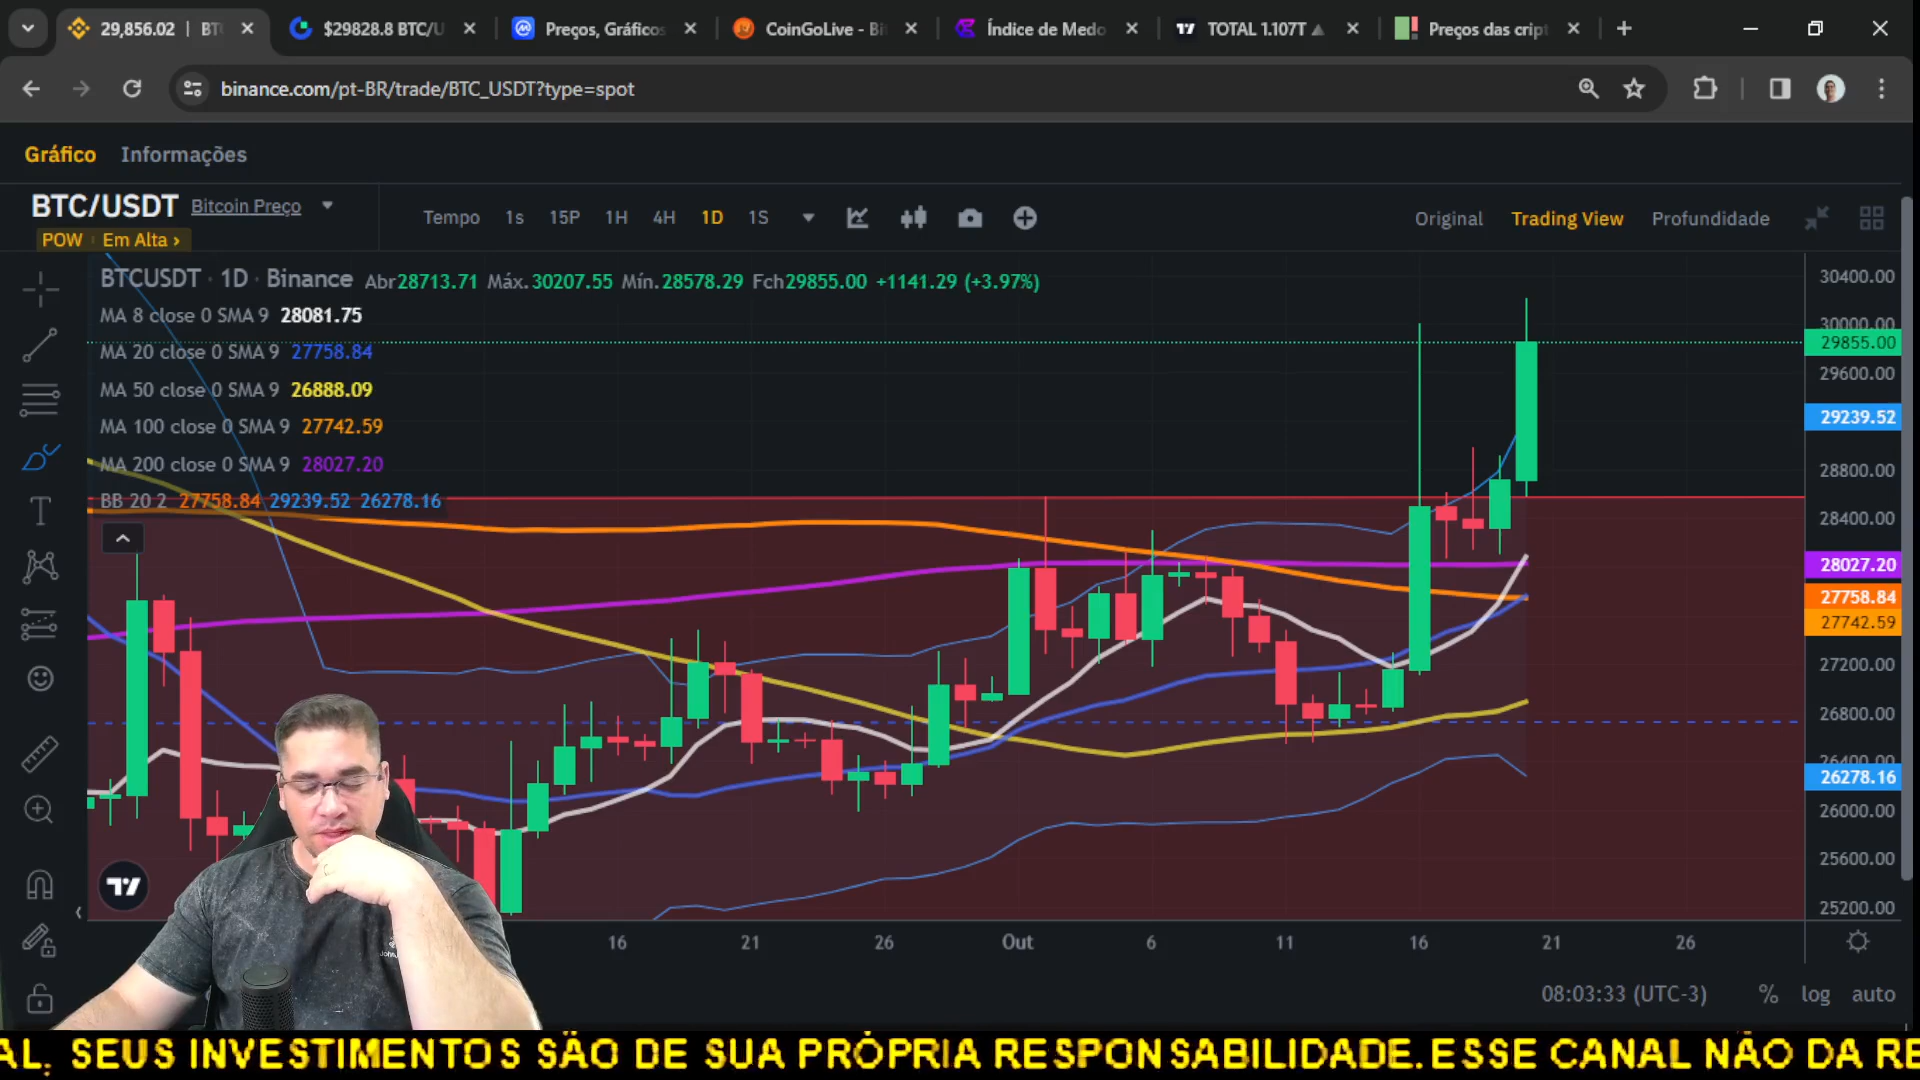 29,856.02 | BT
$29828.8 BTC/U
Preços, Gráficos
CoinGoLive - Bi
Índice de Medo
TOTAL 1.107T ▲
Preços das cript
binance.com/pt-BR/trade/BTC_USDT?type=spot
Gráfico Informações
BTC/USDT Bitcoin Preço
POW Em Alta ›
Tempo 1s 15P 1H 4H 1D 1S
Original Trading View Profundidade
BTCUSDT · 1D · Binance Abr28713.71 Máx.30207.55 Mín.28578.29 Fch29855.00 +1141.29 (+3.97%)
MA 8 close 0 SMA 9 28081.75
MA 20 close 0 SMA 9 27758.84
MA 50 close 0 SMA 9 26888.09
MA 100 close 0 SMA 9 27742.59
MA 200 close 0 SMA 9 28027.20
BB 20 2 27758.84 29239.52 26278.16
30400.00
30000.00
29855.00
29600.00
29239.52
28800.00
28400.00
28027.20
27758.84
27742.59
27200.00
26800.00
26400.00
26278.16
26000.00
25600.00
25200.00
16 21 26 Out 6 11 16 21 26
08:03:33 (UTC-3) % log auto
AL, SEUS INVESTIMENTOS SÃO DE SUA PRÓPRIA RESPONSABILIDADE. ESSE CANAL NÃO DA RE